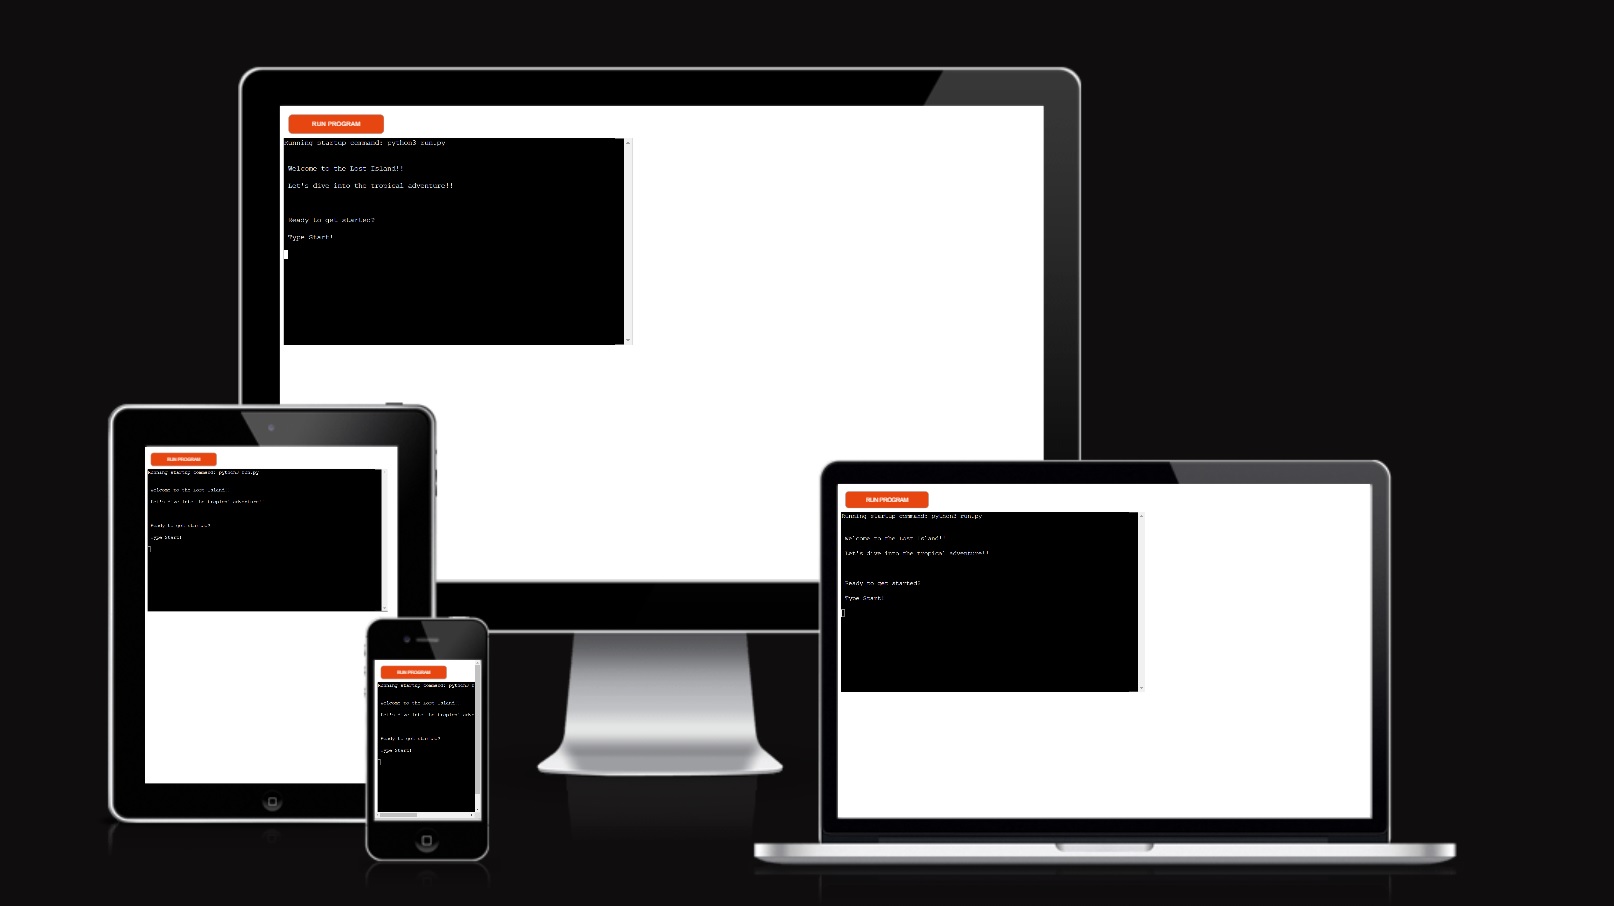 RUN PROGRAM
Running startup command: python3 run.py
Welcome to the Lost Island!!
Let's dive into the tropical adventure!!
Ready to get started?
Type Start!
RUN PROGRAM
Running startup command: python3 run.py
Welcome to the Lost Island
Let's dive into the tropical adventure!
Ready to get started?
Type Start!
RUN PROGRAM
Running startup command: python3 run.py
Welcome to the Lost Island!!
Let's dive into the tropical adventure!!
Ready to get started?
Type Start!
RUN PROGRAM
Running startup command: python3 r
Welcome to the Lost Island
Let's dive into the tropical adve
Ready to get started?
Type Start!